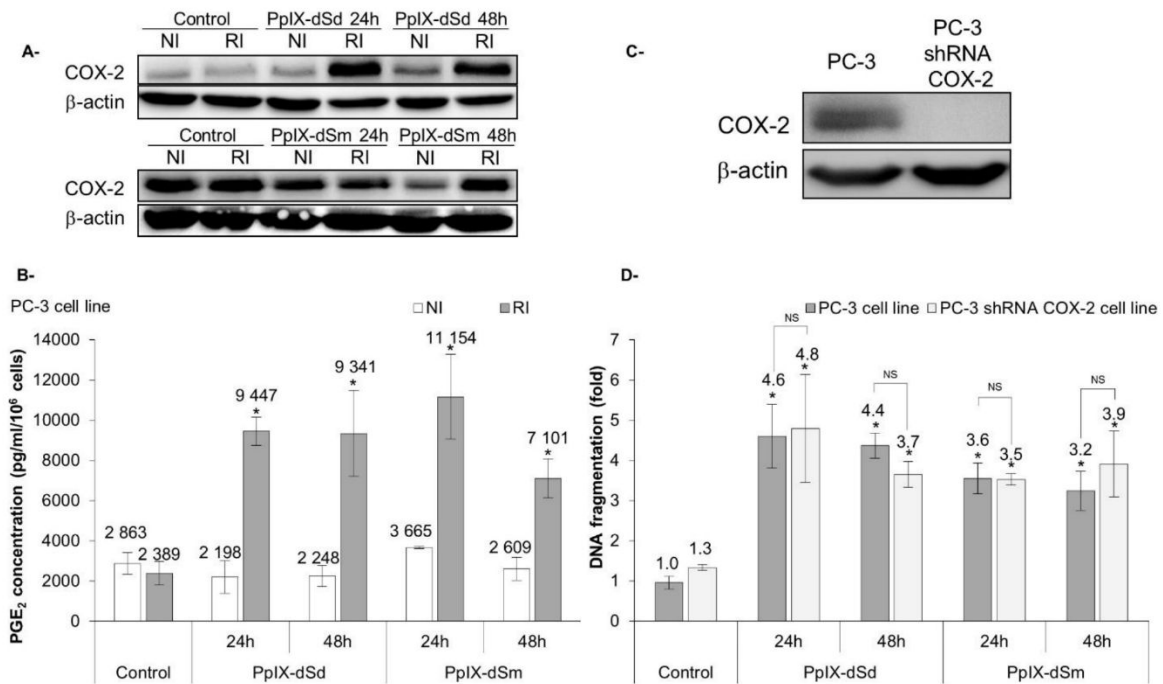 A-
Control PpIX-dSd 24h PpIX-dSd 48h
NI RI NI RI NI RI
COX-2
β-actin
Control PpIX-dSm 24h PpIX-dSm 48h
NI RI NI RI NI RI
COX-2
β-actin
C-
PC-3 PC-3 shRNA COX-2
COX-2
β-actin
B-
PC-3 cell line
NI RI
PGE2 concentration (pg/ml/10⁶ cells)
14000
12000
10000
8000
6000
4000
2000
0
2 863
2 389
2 198
9 447
*
2 248
9 341
*
3 665
11 154
*
2 609
7 101
*
24h 48h 24h 48h
Control PpIX-dSd PpIX-dSm
D-
PC-3 cell line PC-3 shRNA COX-2 cell line
DNA fragmentation (fold)
7
6
5
4
3
2
1
0
NS
NS
NS
NS
1.0
1.3
4.6
*
4.8
*
4.4
*
3.7
*
3.6
*
3.5
*
3.2
*
3.9
*
24h 48h 24h 48h
Control PpIX-dSd PpIX-dSm